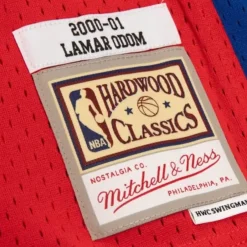 2000-01
LAMAR ODOM
HARDWOOD
CLASSICS
NBA
NOSTALGIA CO.
Mitchell & Ness
PHILADELPHIA, PA.
HWC SWINGMAN